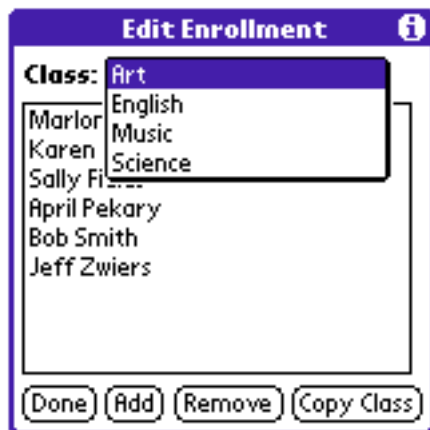 Edit Enrollment
Class: Art
English
Music
Science
Marlor
Karen
Sally
April Pekary
Bob Smith
Jeff Zwiers
Done Add Remove Copy Class